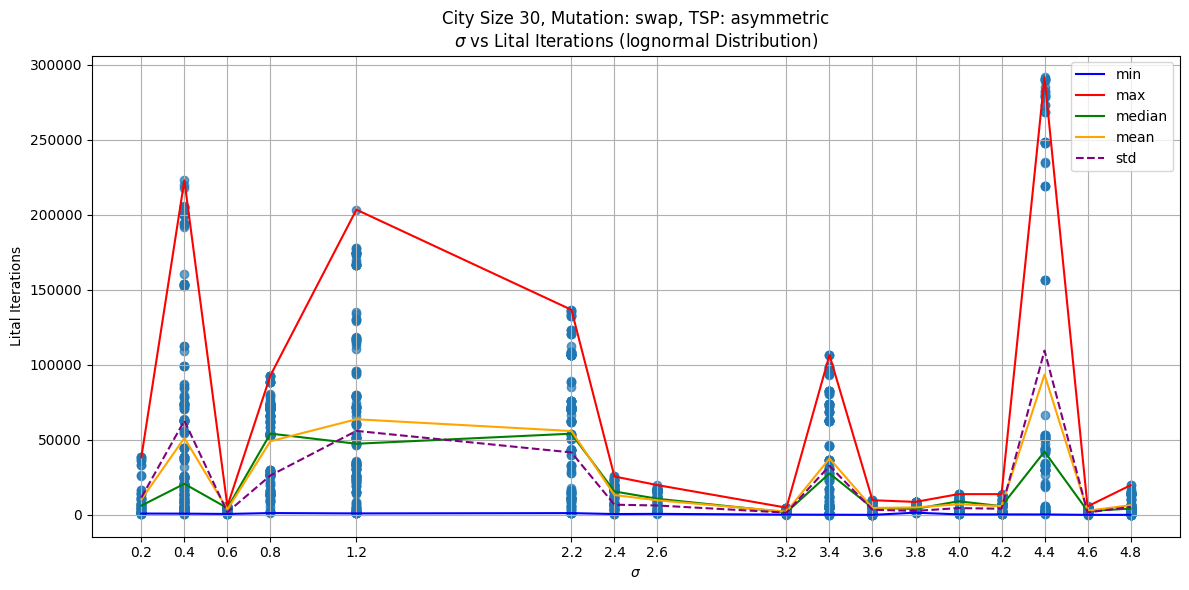 City Size 30, Mutation: swap, TSP: asymmetric
σ vs Lital Iterations (lognormal Distribution)
300000
250000
200000
150000
100000
50000
0
Lital Iterations
min
max
median
mean
std
0.2 0.4 0.6 0.8 1.2 2.2 2.4 2.6 3.2 3.4 3.6 3.8 4.0 4.2 4.4 4.6 4.8
σ